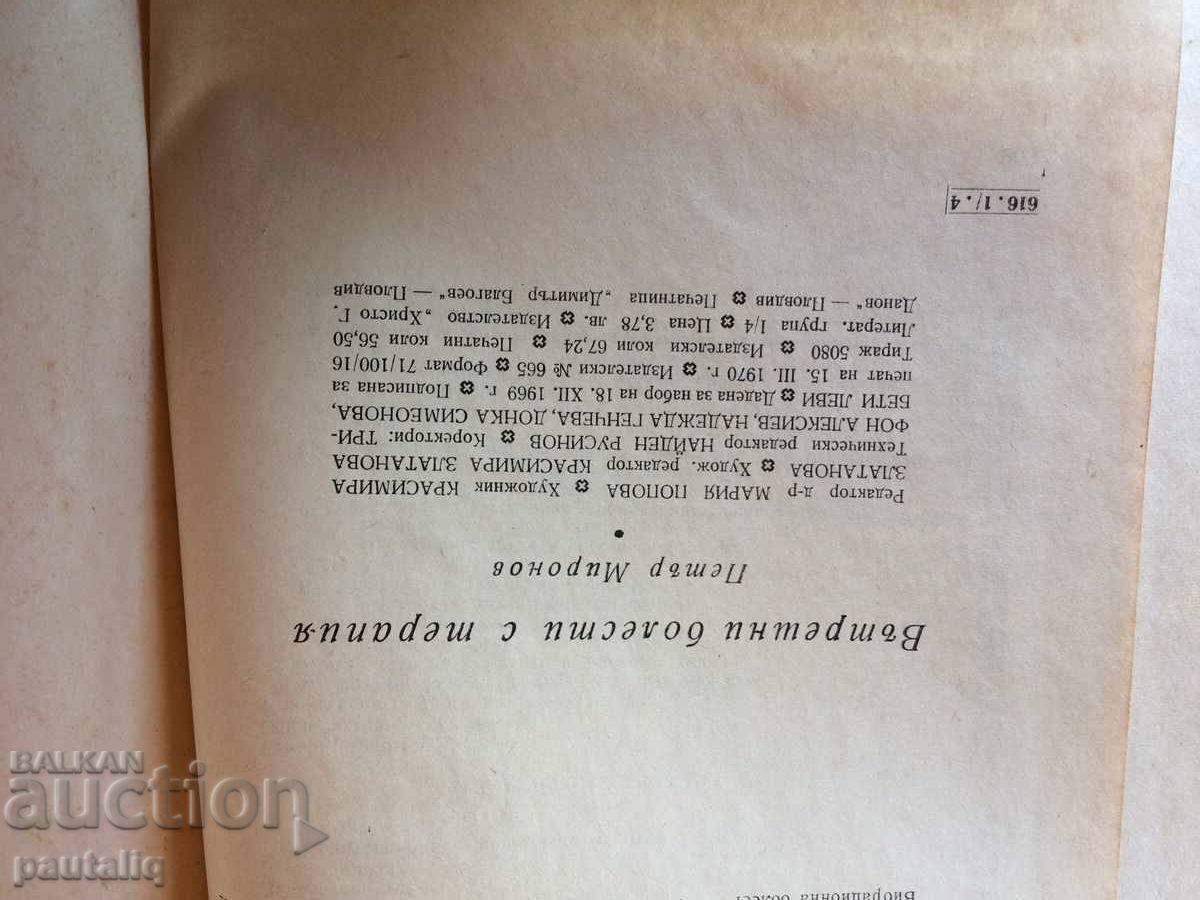 Вибрационна болест
Вътрешни болести с терапия
Петър Миронов
•
Редактор д-р МАРИЯ ПОПОВА ✿ Художник КРАСИМИРА
ЗЛАТАНОВА ✿ Худож. редактор КРАСИМИРА ЗЛАТАНОВА
Технически редактор НАЙДЕН РУСИНОВ ✿ Коректори: ТРИ-
ФОН АЛЕКСИЕВ, НАДЕЖДА ГЕНЧЕВА, ДОНКА СИМЕОНОВА,
БЕТИ ЛЕВИ ✿ Дадена за набор на 18. XII. 1969 г. ✿ Подписана за
печат на 15. III. 1970 г. ✿ Издателски № 665 ✿ Формат 71/100/16
Тираж 5080 ✿ Издателски коли 67,24 ✿ Печатни коли 56,50
Литерат. група 1/4 ✿ Цена 3,78 лв. ✿ Издателство „Христо Г.
Данов" — Пловдив ✿ Печатница „Димитър Благоев" — Пловдив
616.1/.4
BALKAN
auction
pautaliq